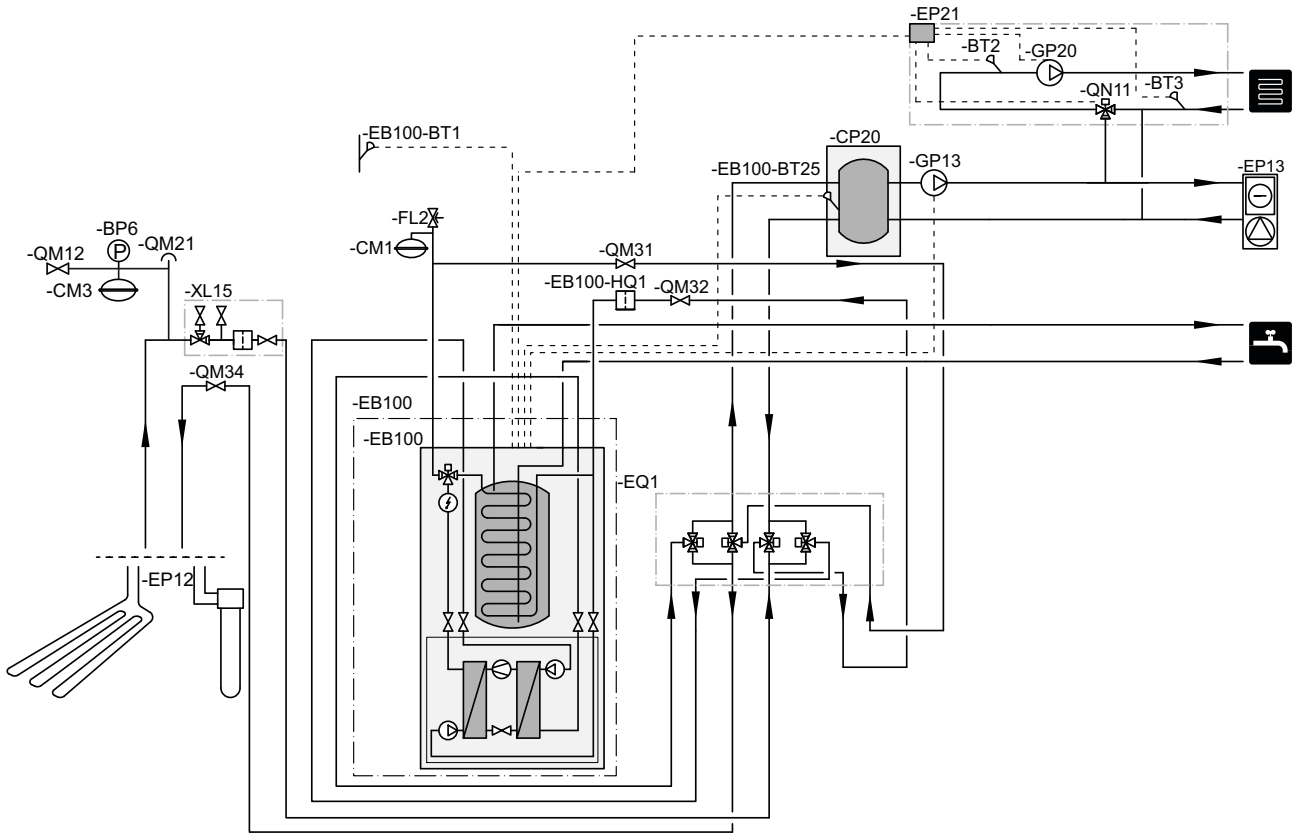 -EP21
-BT2
-GP20
-BT3
-QN11
-EB100-BT1
-CP20
-GP13
-EB100-BT25
-EP13
-FL2
-BP6
-QM21
-QM12
-CM1
-QM31
P
-CM3
-XL15
-EB100-HQ1
-QM32
-QM34
-EB100
-EB100
-EQ1
-EP12